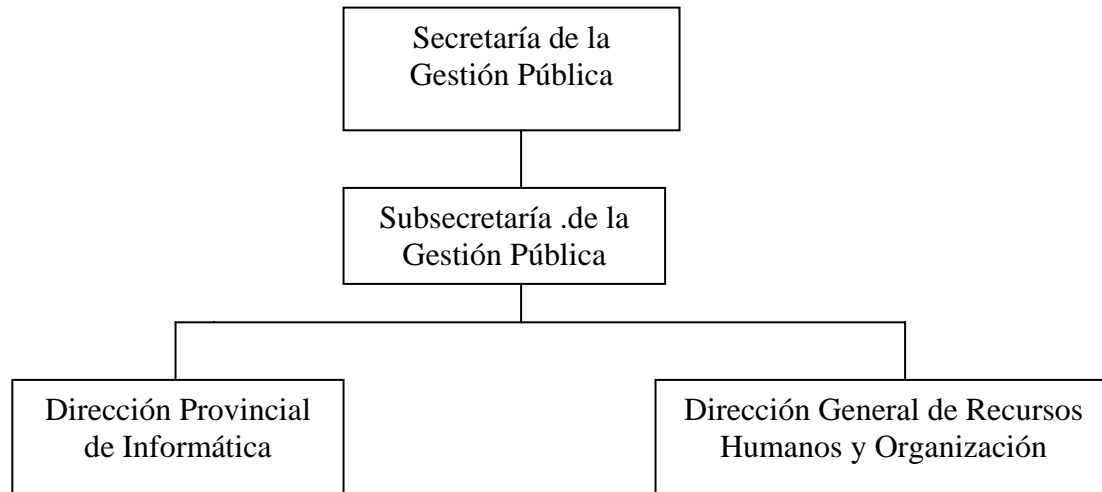 Secretaría de la
Gestión Pública
Subsecretaría .de la
Gestión Pública
Dirección Provincial
de Informática
Dirección General de Recursos
Humanos y Organización